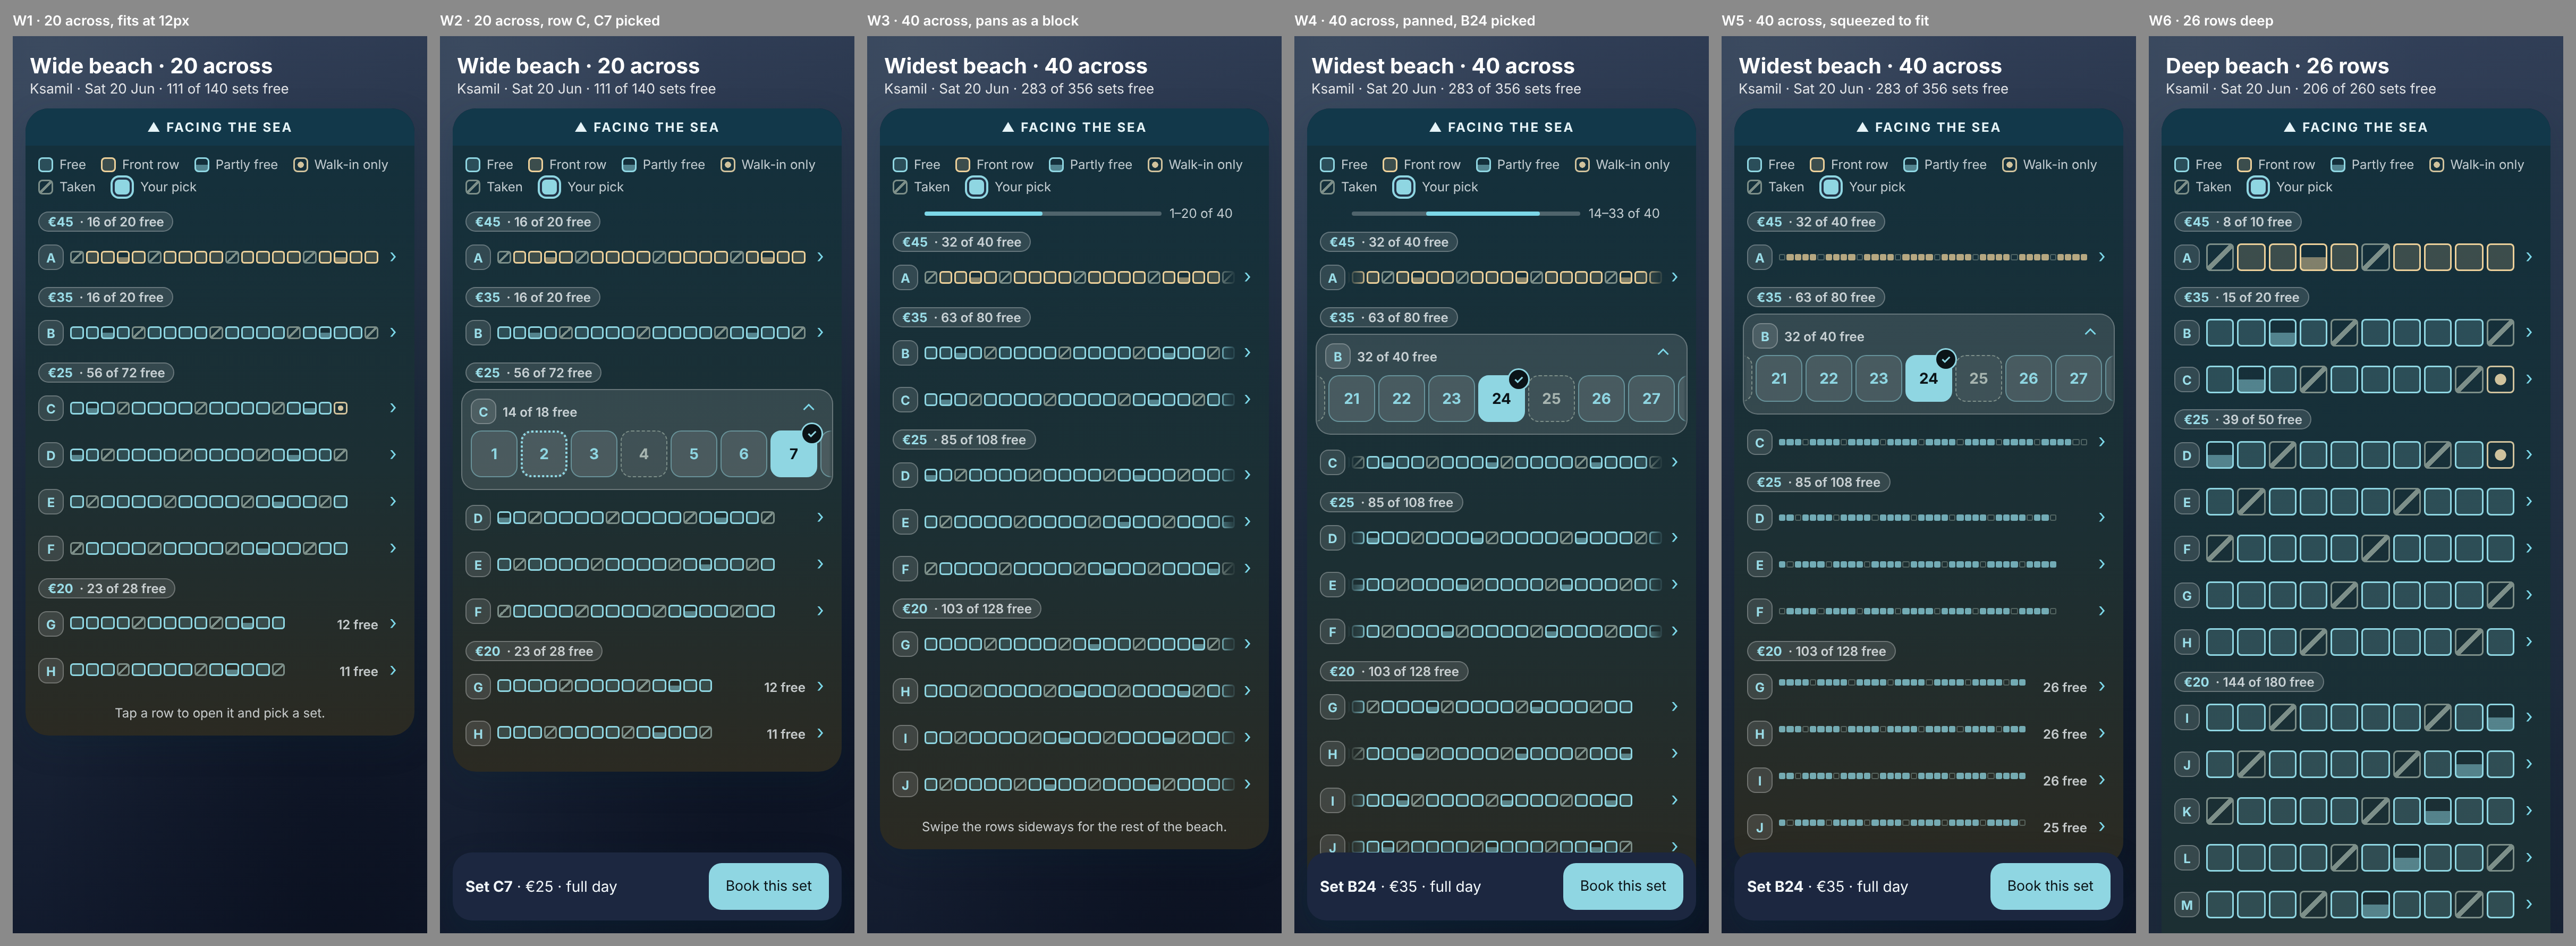 W1 · 20 across, fits at 12px
Wide beach · 20 across
Ksamil · Sat 20 Jun · 111 of 140 sets free
▲ FACING THE SEA
Free Front row Partly free Walk-in only
Taken Your pick
€45 · 16 of 20 free
A
€35 · 16 of 20 free
B
€25 · 56 of 72 free
C
D
E
F
€20 · 23 of 28 free
G 12 free
H 11 free
Tap a row to open it and pick a set.
W2 · 20 across, row C, C7 picked
Wide beach · 20 across
Ksamil · Sat 20 Jun · 111 of 140 sets free
▲ FACING THE SEA
Free Front row Partly free Walk-in only
Taken Your pick
€45 · 16 of 20 free
A
€35 · 16 of 20 free
B
€25 · 56 of 72 free
C 14 of 18 free
1 2 3 4 5 6 7
D
E
F
€20 · 23 of 28 free
G 12 free
H 11 free
Set C7 · €25 · full day Book this set
W3 · 40 across, pans as a block
Widest beach · 40 across
Ksamil · Sat 20 Jun · 283 of 356 sets free
▲ FACING THE SEA
Free Front row Partly free Walk-in only
Taken Your pick
1–20 of 40
€45 · 32 of 40 free
A
€35 · 63 of 80 free
B
C
€25 · 85 of 108 free
D
E
F
€20 · 103 of 128 free
G
H
I
J
Swipe the rows sideways for the rest of the beach.
W4 · 40 across, panned, B24 picked
Widest beach · 40 across
Ksamil · Sat 20 Jun · 283 of 356 sets free
▲ FACING THE SEA
Free Front row Partly free Walk-in only
Taken Your pick
14–33 of 40
€45 · 32 of 40 free
A
€35 · 63 of 80 free
B 32 of 40 free
21 22 23 24 25 26 27
C
€25 · 85 of 108 free
D
E
F
€20 · 103 of 128 free
G
H
I
J
Set B24 · €35 · full day Book this set
W5 · 40 across, squeezed to fit
Widest beach · 40 across
Ksamil · Sat 20 Jun · 283 of 356 sets free
▲ FACING THE SEA
Free Front row Partly free Walk-in only
Taken Your pick
€45 · 32 of 40 free
A
€35 · 63 of 80 free
B 32 of 40 free
21 22 23 24 25 26 27
C
€25 · 85 of 108 free
D
E
F
€20 · 103 of 128 free
G 26 free
H 26 free
I 26 free
J 25 free
Set B24 · €35 · full day Book this set
W6 · 26 rows deep
Deep beach · 26 rows
Ksamil · Sat 20 Jun · 206 of 260 sets free
▲ FACING THE SEA
Free Front row Partly free Walk-in only
Taken Your pick
€45 · 8 of 10 free
A
€35 · 15 of 20 free
B
C
€25 · 39 of 50 free
D
E
F
G
H
€20 · 144 of 180 free
I
J
K
L
M